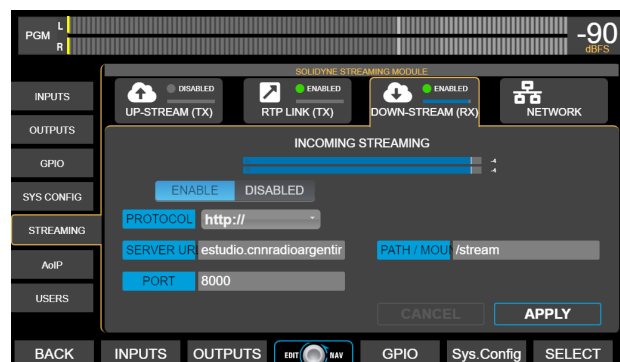 PGM L R -90 dBFS
SOLIDYNE STREAMING MODULE
DISABLED ENABLED ENABLED
UP-STREAM (TX) RTP LINK (TX) DOWN-STREAM (RX) NETWORK
INPUTS
OUTPUTS
GPIO
SYS CONFIG
STREAMING
AoIP
USERS
INCOMING STREAMING
-4
-4
ENABLE DISABLED
PROTOCOL http://
SERVER UR estudio.cnnradioargentir PATH / MOU /stream
PORT 8000
CANCEL APPLY
BACK INPUTS OUTPUTS EDIT NAV GPIO Sys.Config SELECT